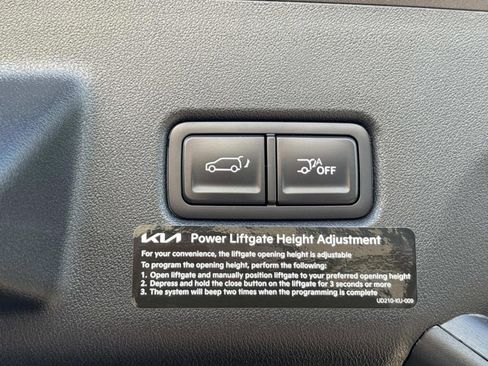 A
OFF
KIA Power Liftgate Height Adjustment
For your convenience, the liftgate opening height is adjustable
To program the opening height, perform the following:
1. Open liftgate and manually position liftgate to your preferred opening height
2. Depress and hold the close button on the liftgate for 3 seconds or more
3. The system will beep two times when the programming is complete
UD210-KU-009